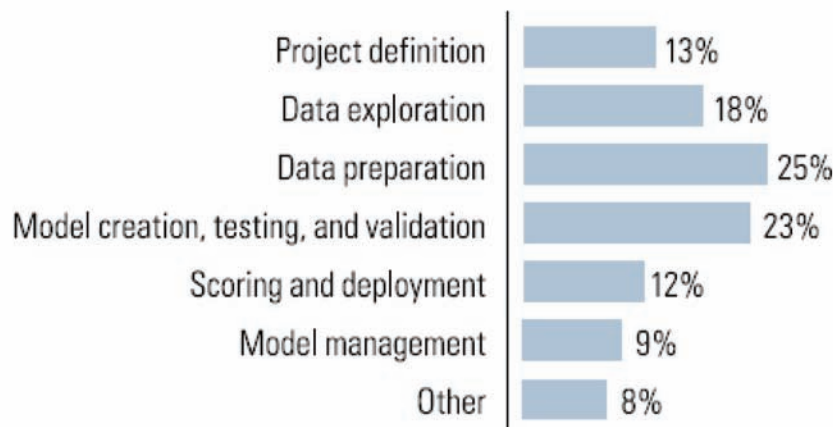 Project definition 13%
Data exploration 18%
Data preparation 25%
Model creation, testing, and validation 23%
Scoring and deployment 12%
Model management 9%
Other 8%